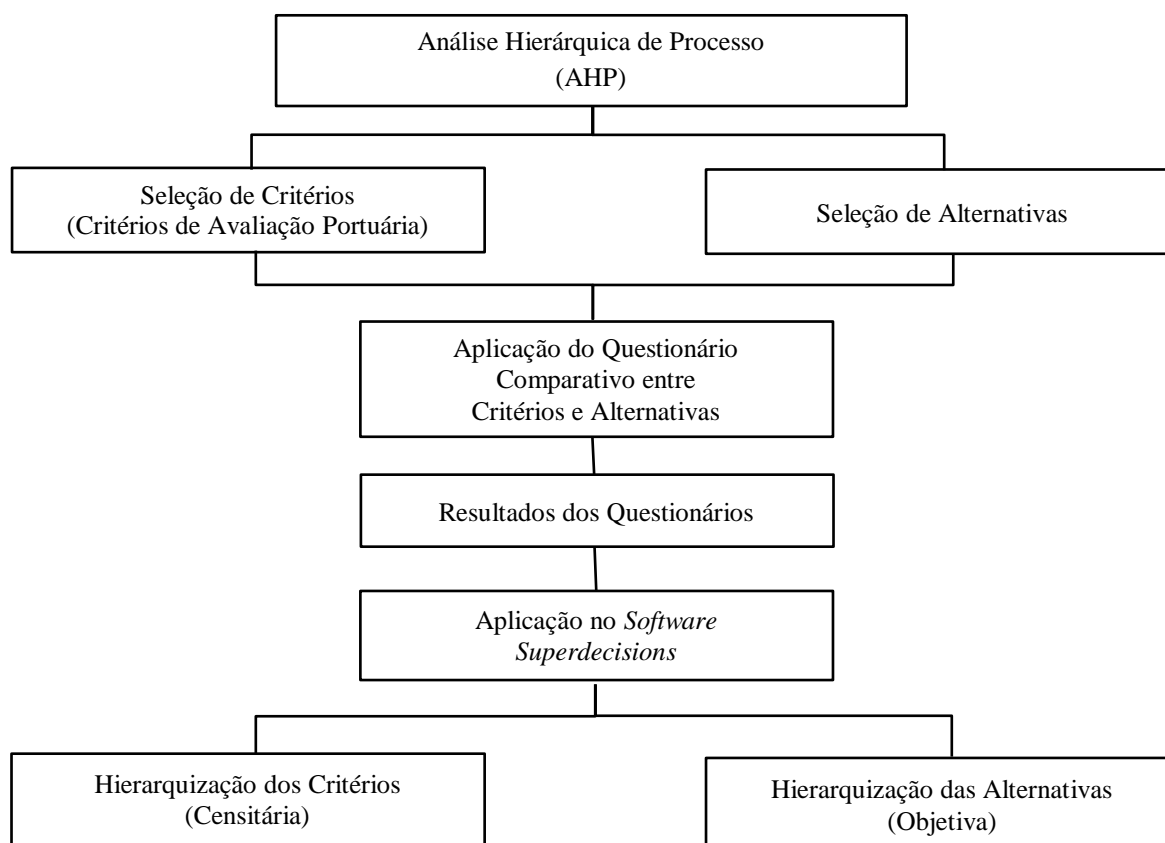 Análise Hierárquica de Processo
(AHP)
Seleção de Critérios
(Critérios de Avaliação Portuária)
Seleção de Alternativas
Aplicação do Questionário
Comparativo entre
Critérios e Alternativas
Resultados dos Questionários
Aplicação no Software
Superdecisions
Hierarquização dos Critérios
(Censitária)
Hierarquização das Alternativas
(Objetiva)